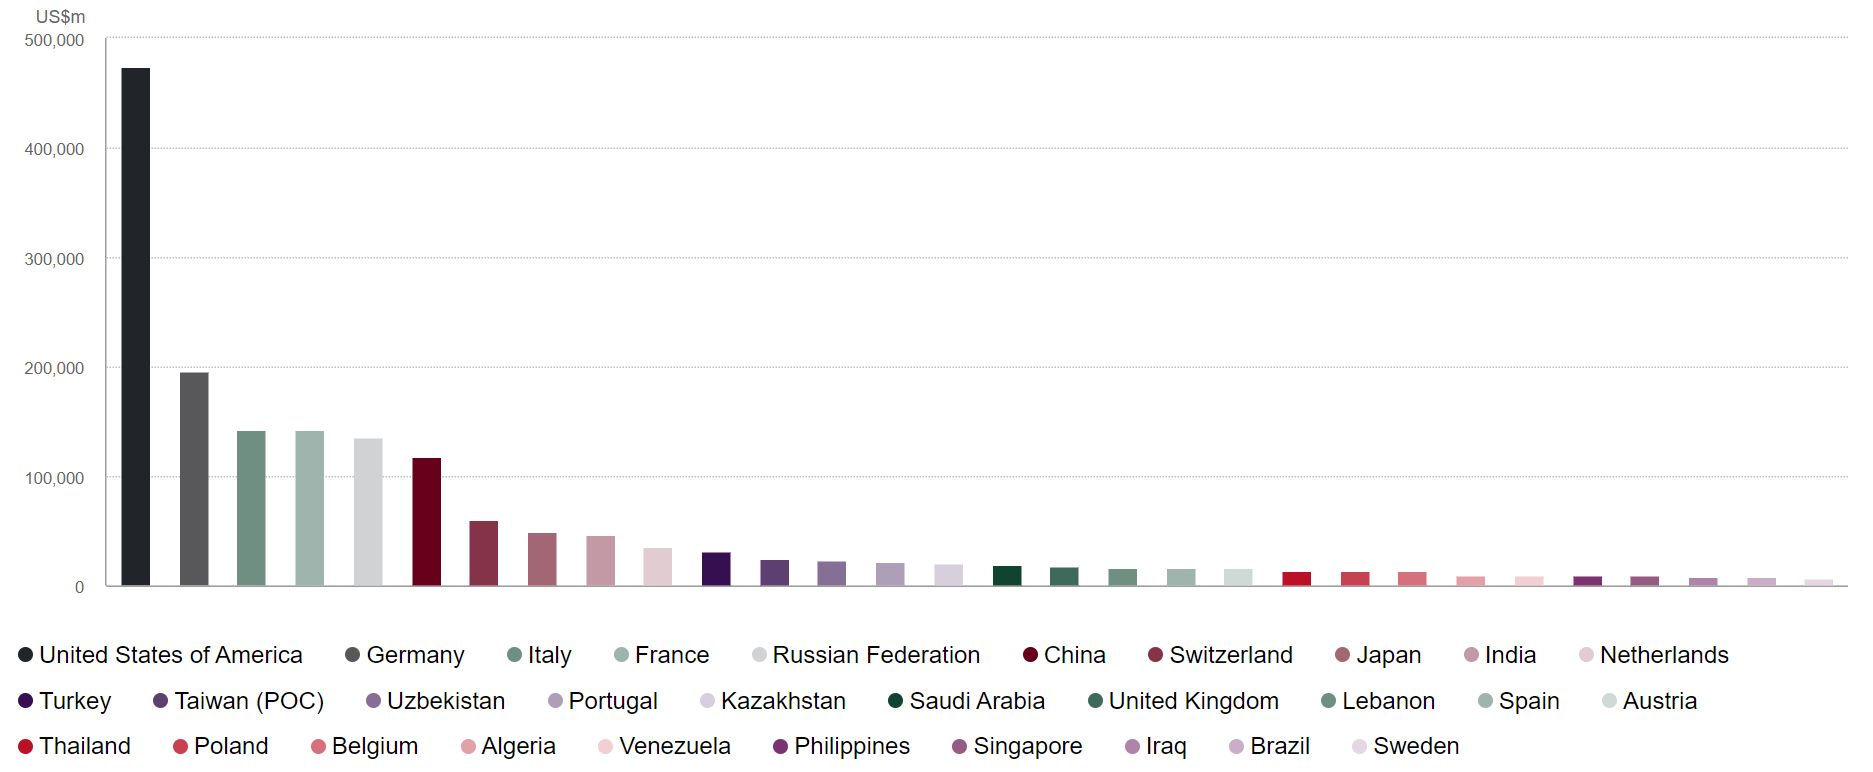 US$m
500,000
400,000
300,000
200,000
100,000
0
United States of America Germany Italy France Russian Federation China Switzerland Japan India Netherlands
Turkey Taiwan (POC) Uzbekistan Portugal Kazakhstan Saudi Arabia United Kingdom Lebanon Spain Austria
Thailand Poland Belgium Algeria Venezuela Philippines Singapore Iraq Brazil Sweden